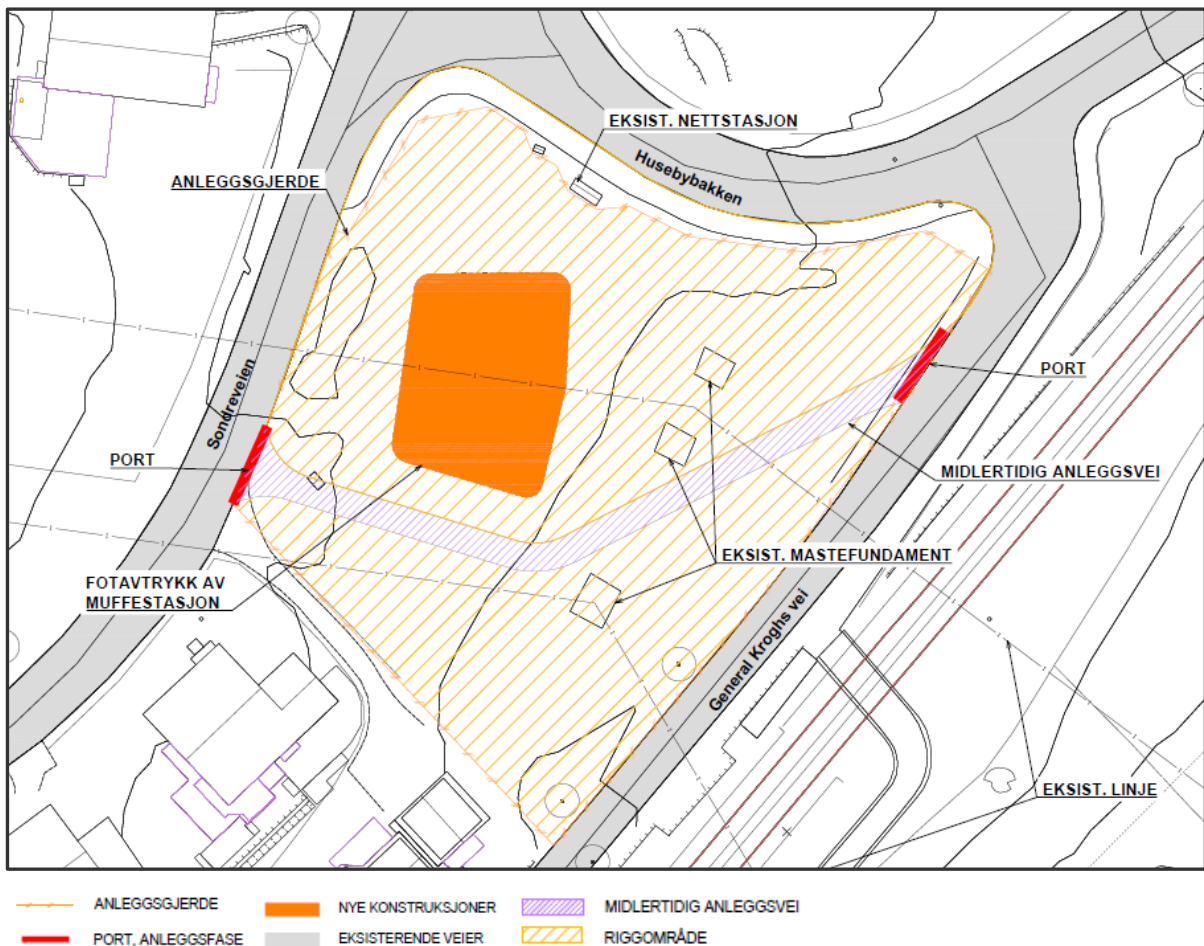 EKSIST. NETTSTASJON
Husebybakken
ANLEGGSGJERDE
Sondreveien
PORT
PORT
MIDLERTIDIG ANLEGGSVEI
EKSIST. MASTEFUNDAMENT
FOTAVTRYKK AV
MUFFESTASJON
General Kroghs vei
EKSIST. LINJE
ANLEGGSGJERDE
NYE KONSTRUKSJONER
MIDLERTIDIG ANLEGGSVEI
PORT, ANLEGGSFASE
EKSISTERENDE VEIER
RIGGOMRÅDE